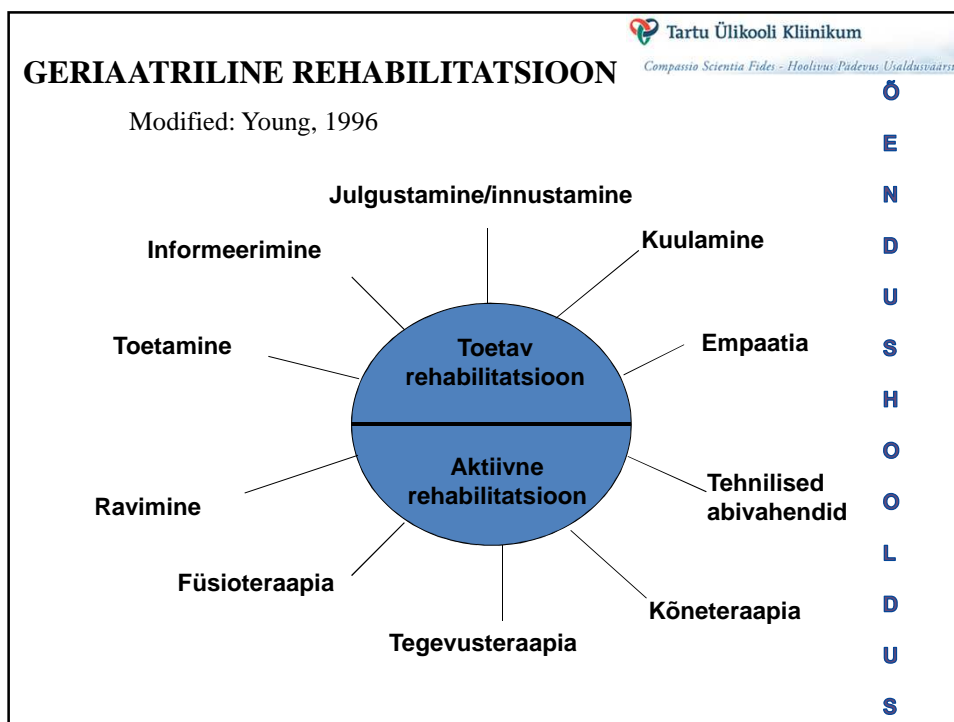 Tartu Ülikooli Kliinikum
Compassio Scientia Fides - Hoolivus Pädevus
GERIAATRILINE REHABILITATSIOON
Modified: Young, 1996
Julgustamine/innustamine
Informeerimine
Kuulamine
Toetamine
Empaatia
Toetav
rehabilitatsioon
Aktiivne
rehabilitatsioon
Ravimine
Tehnilised
abivahendid
Füsioteraapia
Kõneteraapia
Tegevusteraapia
Õ
E
N
D
U
S
H
O
O
L
D
U
S